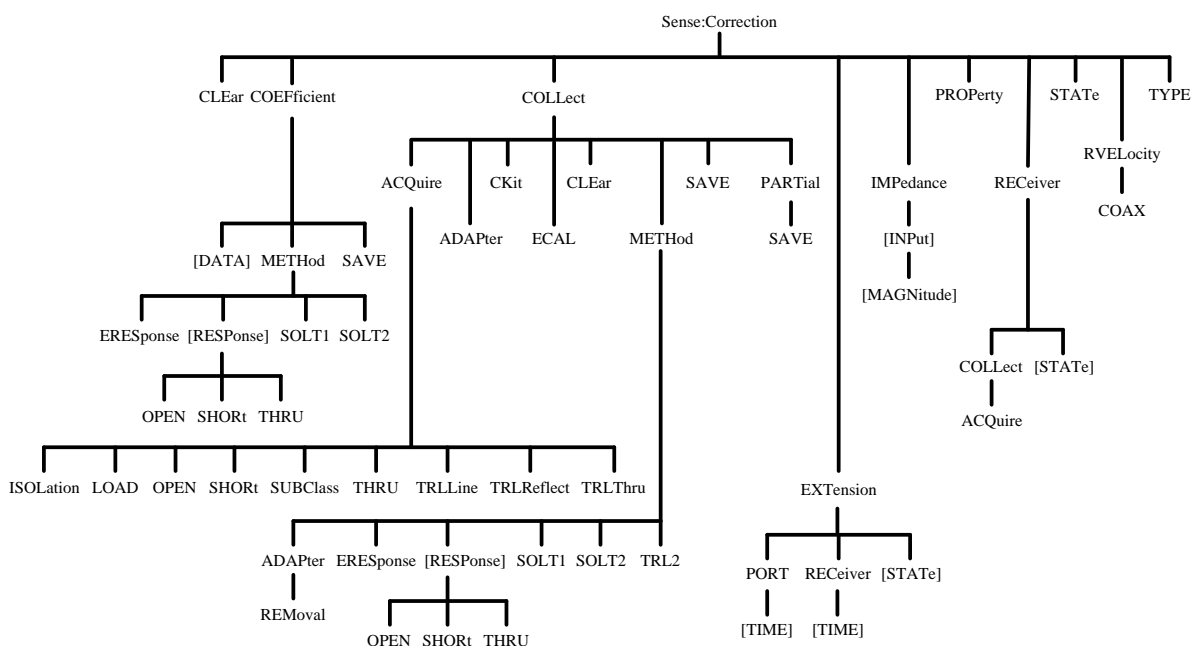 Sense:Correction
CLEar COEFficient
COLLect
PROPerty
STATe
TYPE
RVELocity
COAX
ACQuire
CKit
CLEar
SAVE
PARTial
IMPedance
RECeiver
ADAPter
ECAL
METHod
SAVE
[INPut]
[MAGNitude]
[DATA] METHod SAVE
ERESponse [RESPonse] SOLT1 SOLT2
OPEN SHORt THRU
COLLect [STATe]
ACQuire
ISOLation LOAD OPEN SHORt SUBClass THRU TRLLine TRLReflect TRLThru
EXTension
ADAPter ERESponse [RESPonse] SOLT1 SOLT2 TRL2
PORT RECeiver [STATe]
REMoval
OPEN SHORt THRU
[TIME] [TIME]